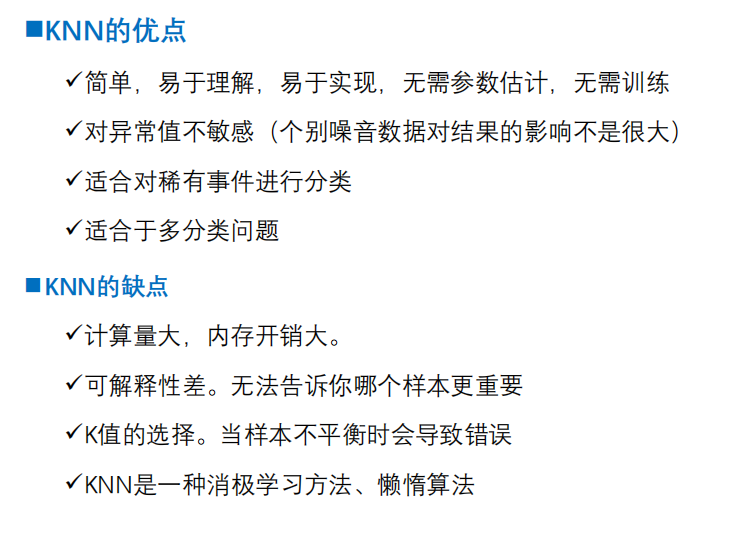 ■KNN的优点
✓简单，易于理解，易于实现，无需参数估计，无需训练
✓对异常值不敏感（个别噪音数据对结果的影响不是很大）
✓适合对稀有事件进行分类
✓适合于多分类问题
■KNN的缺点
✓计算量大，内存开销大。
✓可解释性差。无法告诉你哪个样本更重要
✓K值的选择。当样本不平衡时会导致错误
✓KNN是一种消极学习方法、懒惰算法